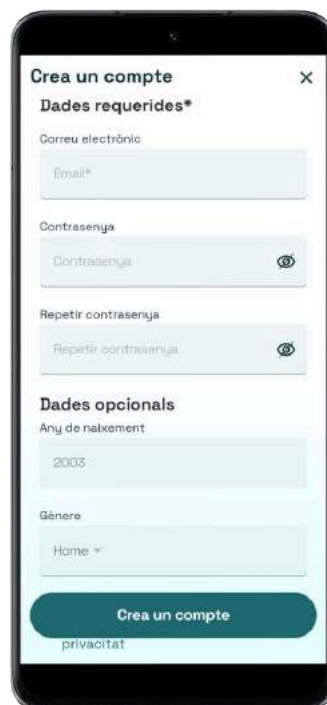 Crea un compte
Dades requerides*
Correu electrònic
Email*
Contrasenya
Contrasenya
Repetir contrasenya
Repetir contrasenya
Dades opcionals
Any de naixement
2003
Gènere
Home
Crea un compte
privacitat